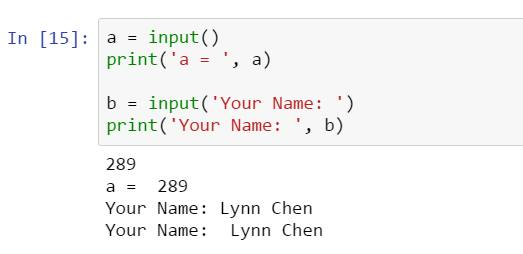 In [15]: a = input()
print('a = ', a)
b = input('Your Name: ')
print('Your Name: ', b)
289
a =  289
Your Name: Lynn Chen
Your Name:  Lynn Chen